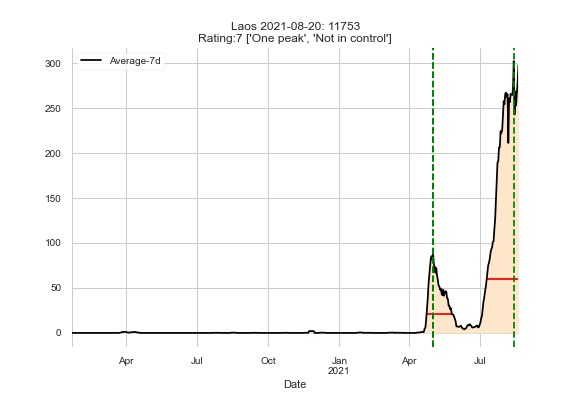 Laos 2021-08-20: 11753
Rating:7 ['One peak', 'Not in control']
Average-7d
300
250
200
150
100
50
0
Apr Jul Oct Jan Apr Jul
2021
Date